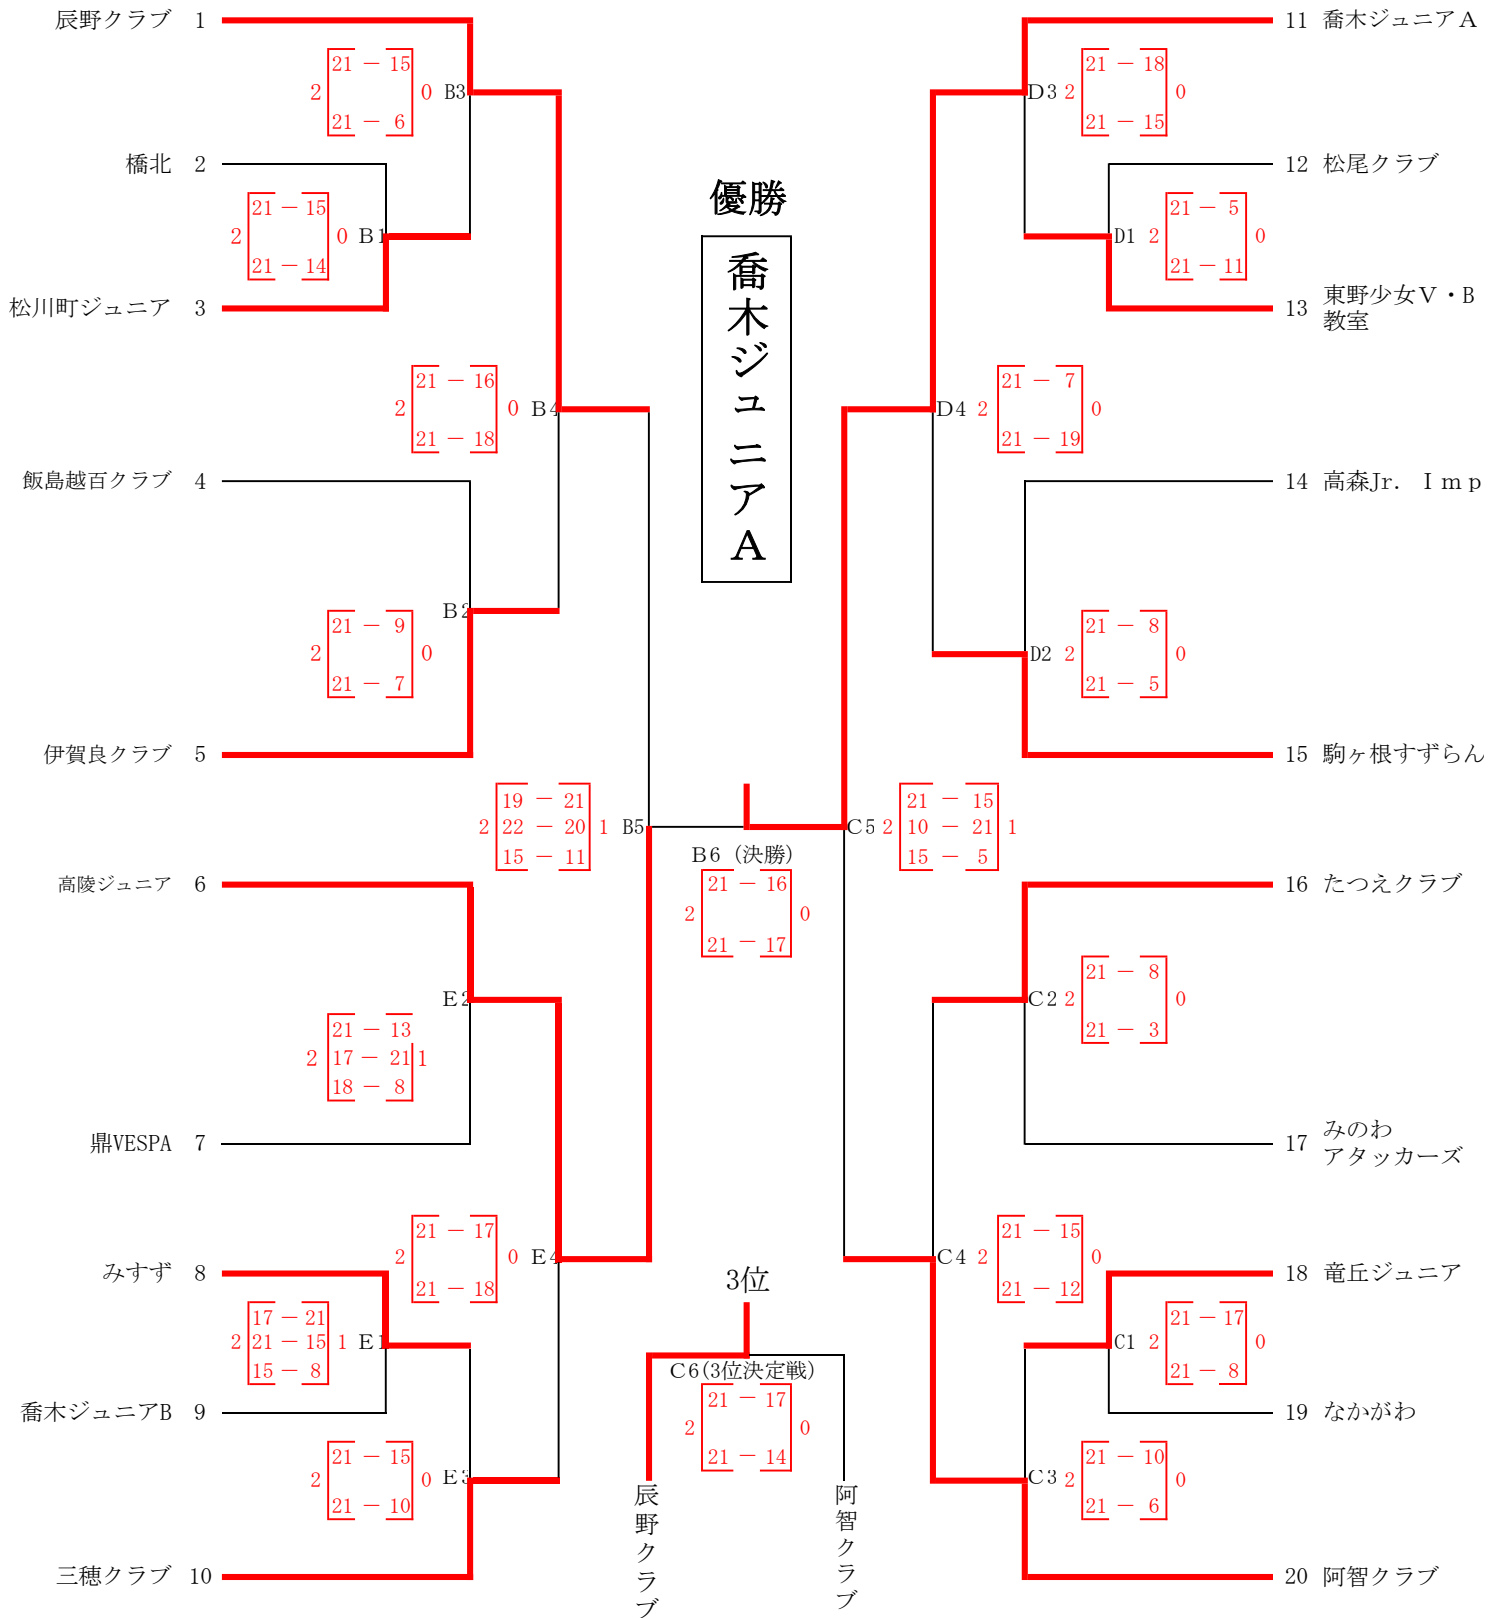 辰野クラブ 1
21 － 15
2 0 B3
21 － 6
橋北 2
21 － 15
2 0 B1
21 － 14
松川町ジュニア 3
21 － 16
2 0 B4
21 － 18
飯島越百クラブ 4
B2
21 － 9
2 0
21 － 7
伊賀良クラブ 5
19 － 21
2 22 － 20 1 B5
15 － 11
高陵ジュニア 6
E2
21 － 13
2 17 － 21 1
18 － 8
鼎VESPA 7
21 － 17
2 0 E4
21 － 18
みすず 8
17 － 21
2 21 － 15 1 E1
15 － 8
喬木ジュニアB 9
21 － 15
2 0 E3
21 － 10
三穂クラブ 10
優勝
喬木ジュニアA
B6 (決勝)
21 － 16
2 0
21 － 17
3位
C6(3位決定戦)
21 － 17
2 0
21 － 14
辰野クラブ
阿智クラブ
11 喬木ジュニアA
21 － 18
D3 2 0
21 － 15
12 松尾クラブ
21 － 5
D1 2 0
21 － 11
13 東野少女V・B
教室
21 － 7
D4 2 0
21 － 19
14 高森Jr. Imp
21 － 8
D2 2 0
21 － 5
15 駒ヶ根すずらん
21 － 15
C5 2 10 － 21 1
15 － 5
16 たつえクラブ
21 － 8
C2 2 0
21 － 3
17 みのわ
アタッカーズ
21 － 15
C4 2 0
21 － 12
18 竜丘ジュニア
21 － 17
C1 2 0
21 － 8
19 なかがわ
21 － 10
C3 2 0
21 － 6
20 阿智クラブ